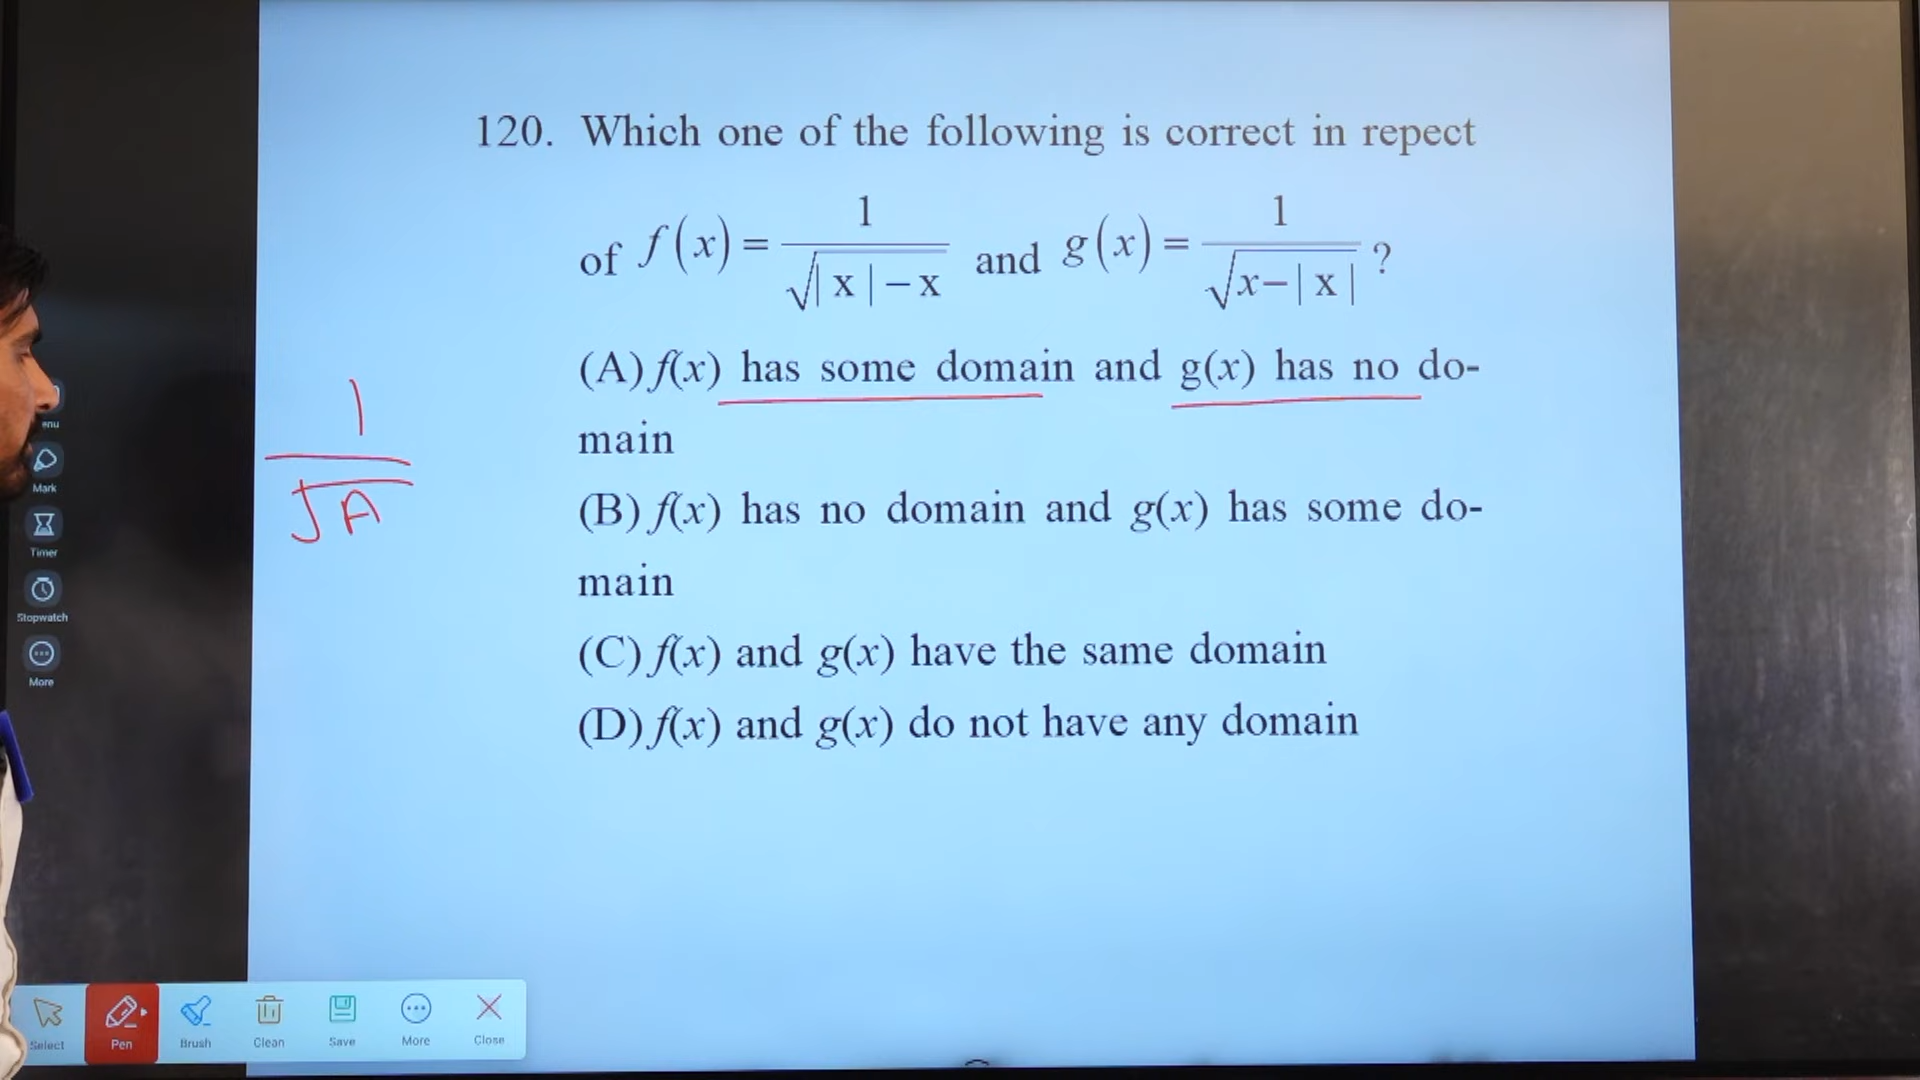 120. Which one of the following is correct in repect
of f(x) = 1/√(|x|−x) and g(x) = 1/√(x−|x|) ?
(A) f(x) has some domain and g(x) has no do-
main
(B) f(x) has no domain and g(x) has some do-
main
(C) f(x) and g(x) have the same domain
(D) f(x) and g(x) do not have any domain
1
√A
enu
Mark
Timer
Stopwatch
More
Select Pen Brush Clean Save More Close